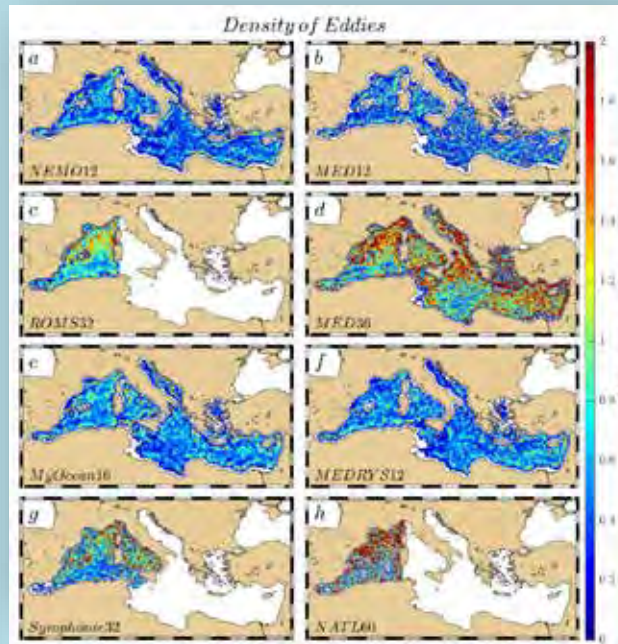 Density of Eddies
a
b
NEMO12
MED12
c
d
ROMS32
MED36
e
f
MyOcean16
MEDRYS12
g
h
Symphonie32
NATL60
2
1.8
1.6
1.4
1.2
1
0.8
0.6
0.4
0.2
0